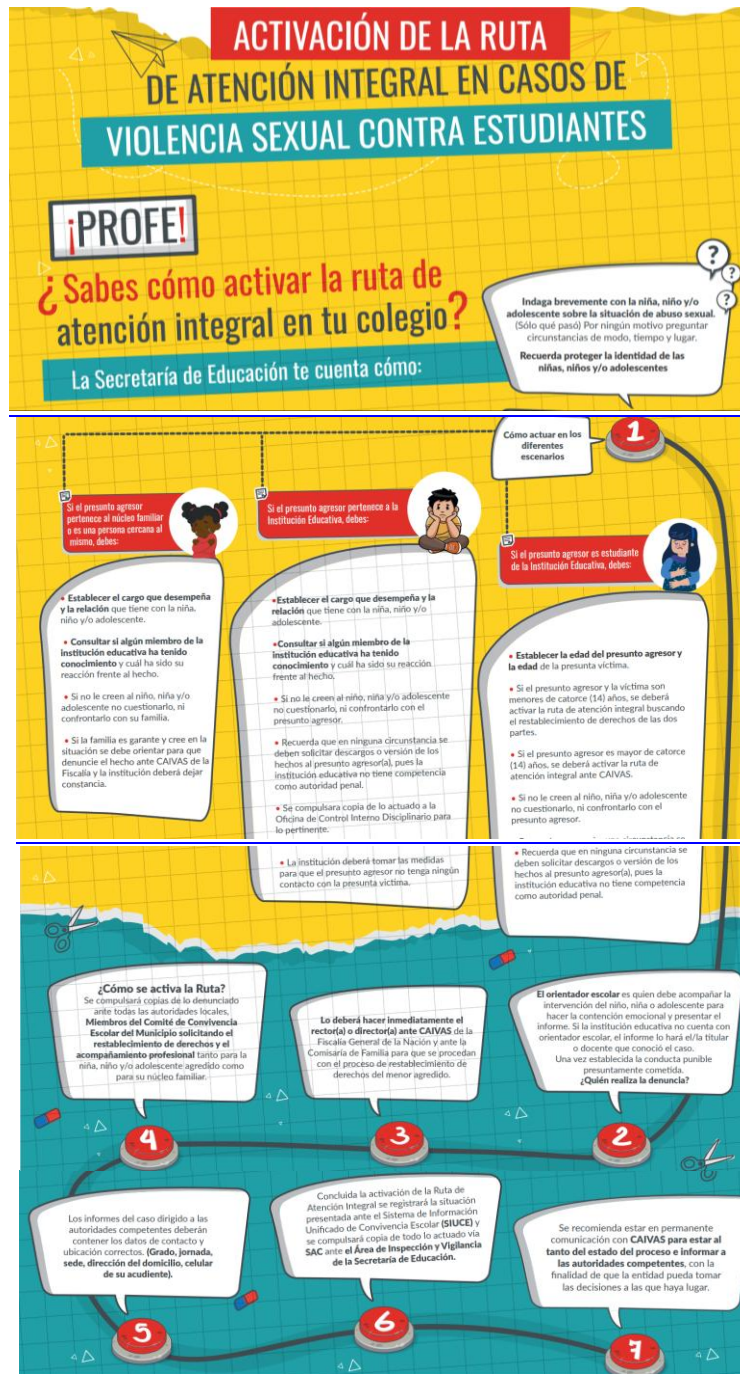 ACTIVACIÓN DE LA RUTA
DE ATENCIÓN INTEGRAL EN CASOS DE
VIOLENCIA SEXUAL CONTRA ESTUDIANTES
¡PROFE!
¿Sabes cómo activar la ruta de
atención integral en tu colegio?
La Secretaría de Educación te cuenta cómo:
?
?
?
Indaga brevemente con la niña, niño y/o
adolescente sobre la situación de abuso sexual.
(Sólo qué pasó) Por ningún motivo preguntar
circunstancias de modo, tiempo y lugar.
Recuerda proteger la identidad de las
niñas, niños y/o adolescentes
1
Cómo actuar en los
diferentes
escenarios
Si el presunto agresor
pertenece al núcleo familiar
o es una persona cercana al
mismo, debes:
• Establecer el cargo que desempeña
y la relación que tiene con la niña,
niño y/o adolescente.
• Consultar si algún miembro de la
institución educativa ha tenido
conocimiento y cuál ha sido su
reacción frente al hecho.
• Si no le creen al niño, niña y/o
adolescente no cuestionarlo, ni
confrontarlo con su familia.
• Si la familia es garante y cree en la
situación se debe orientar para que
denuncie el hecho ante CAIVAS de la
Fiscalía y la institución deberá dejar
constancia.
Si el presunto agresor pertenece a la
Institución Educativa, debes:
•Establecer el cargo que desempeña y la
relación que tiene con la niña, niño y/o
adolescente.
•Consultar si algún miembro de la
institución educativa ha tenido
conocimiento y cuál ha sido su reacción
frente al hecho.
• Si no le creen al niño, niña y/o adolescente
no cuestionarlo, ni confrontarlo con el
presunto agresor.
• Recuerda que en ninguna circunstancia se
deben solicitar descargos o versión de los
hechos al presunto agresor(a), pues la
institución educativa no tiene competencia
como autoridad penal.
• Se compulsara copia de lo actuado a la
Oficina de Control Interno Disciplinario para
lo pertinente.
• La institución deberá tomar las medidas
para que el presunto agresor no tenga ningún
contacto con la presunta victima.
Si el presunto agresor es estudiante
de la Institución Educativa, debes:
• Establecer la edad del presunto agresor y
la edad de la presunta víctima.
• Si el presunto agresor y la víctima son
menores de catorce (14) años, se deberá
activar la ruta de atención integral buscando
el restablecimiento de derechos de las dos
partes.
• Si el presunto agresor es mayor de catorce
(14) años, se deberá activar la ruta de
atención integral ante CAIVAS.
• Si no le creen al niño, niña y/o adolescente
no cuestionarlo, ni confrontarlo con el
presunto agresor.
• Recuerda que en ninguna circunstancia se
deben solicitar descargos o versión de los
hechos al presunto agresor(a), pues la
institución educativa no tiene competencia
como autoridad penal.
El orientador escolar es quien debe acompañar la
intervención del niño, niña o adolescente para
hacer la contención emocional y presentar el
informe. Si la institución educativa no cuenta con
orientador escolar, el informe lo hará el/la titular
o docente que conoció el caso.
Una vez establecida la conducta punible
presuntamente cometida.
¿Quién realiza la denuncia?
2
Lo deberá hacer inmediatamente el
rector(a) o director(a) ante CAIVAS de la
Fiscalía General de la Nación y ante la
Comisaría de Familia para que se procedan
con el proceso de restablecimiento de
derechos del menor agredido.
3
¿Cómo se activa la Ruta?
Se compulsará copias de lo denunciado
ante todas las autoridades locales,
Miembros del Comité de Convivencia
Escolar del Municipio solicitando el
restablecimiento de derechos y el
acompañamiento profesional tanto para la
niña, niño y/o adolescente agredido como
para su núcleo familiar.
4
Los informes del caso dirigido a las
autoridades competentes deberán
contener los datos de contacto y
ubicación correctos. (Grado, jornada,
sede, dirección del domicilio, celular
de su acudiente).
5
Concluida la activación de la Ruta de
Atención Integral se registrará la situación
presentada ante el Sistema de Información
Unificado de Convivencia Escolar (SIUCE) y
se compulsará copia de todo lo actuado vía
SAC ante el Área de Inspección y Vigilancia
de la Secretaría de Educación.
6
Se recomienda estar en permanente
comunicación con CAIVAS para estar al
tanto del estado del proceso e informar a
las autoridades competentes, con la
finalidad de que la entidad pueda tomar
las decisiones a las que haya lugar.
7